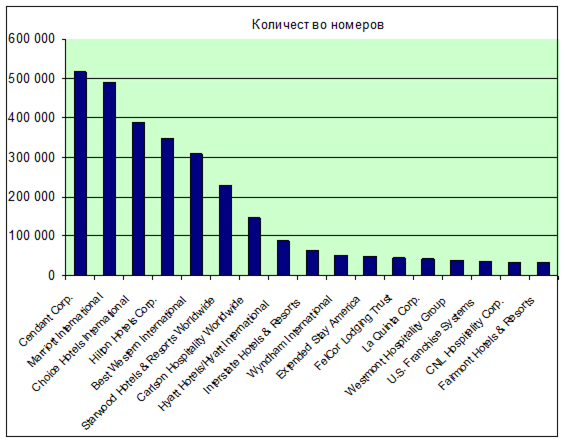 Количест во номеров
600 000
500 000
400 000
300 000
200 000
100 000
0
Cendant Corp.
Marriott International
Choice Hotels International
Hilton Hotels Corp.
Best Western International
Starwood Hotels & Resorts Worldwide
Carlson Hospitality Worldwide
Hyatt Hotels/Hyatt International
Interstate Hotels & Resorts
Wyndham International
Extended Stay America
FelCor Lodging Trust
La Quinta Corp.
Westmont Hospitality Group
U.S. Franchise Systems
CNL Hospitality Corp.
Fairmont Hotels & Resorts